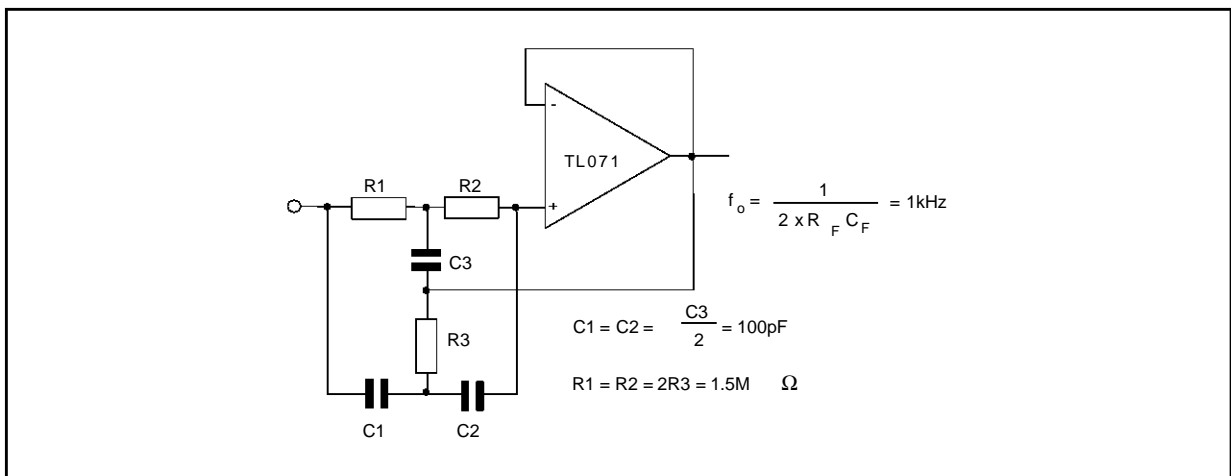 -
TL071
R1
R2
+
C3
R3
C1
C2
f o = 1 / 2 x R F C F = 1kHz
C1 = C2 = C3 / 2 = 100pF
R1 = R2 = 2R3 = 1.5M Ω